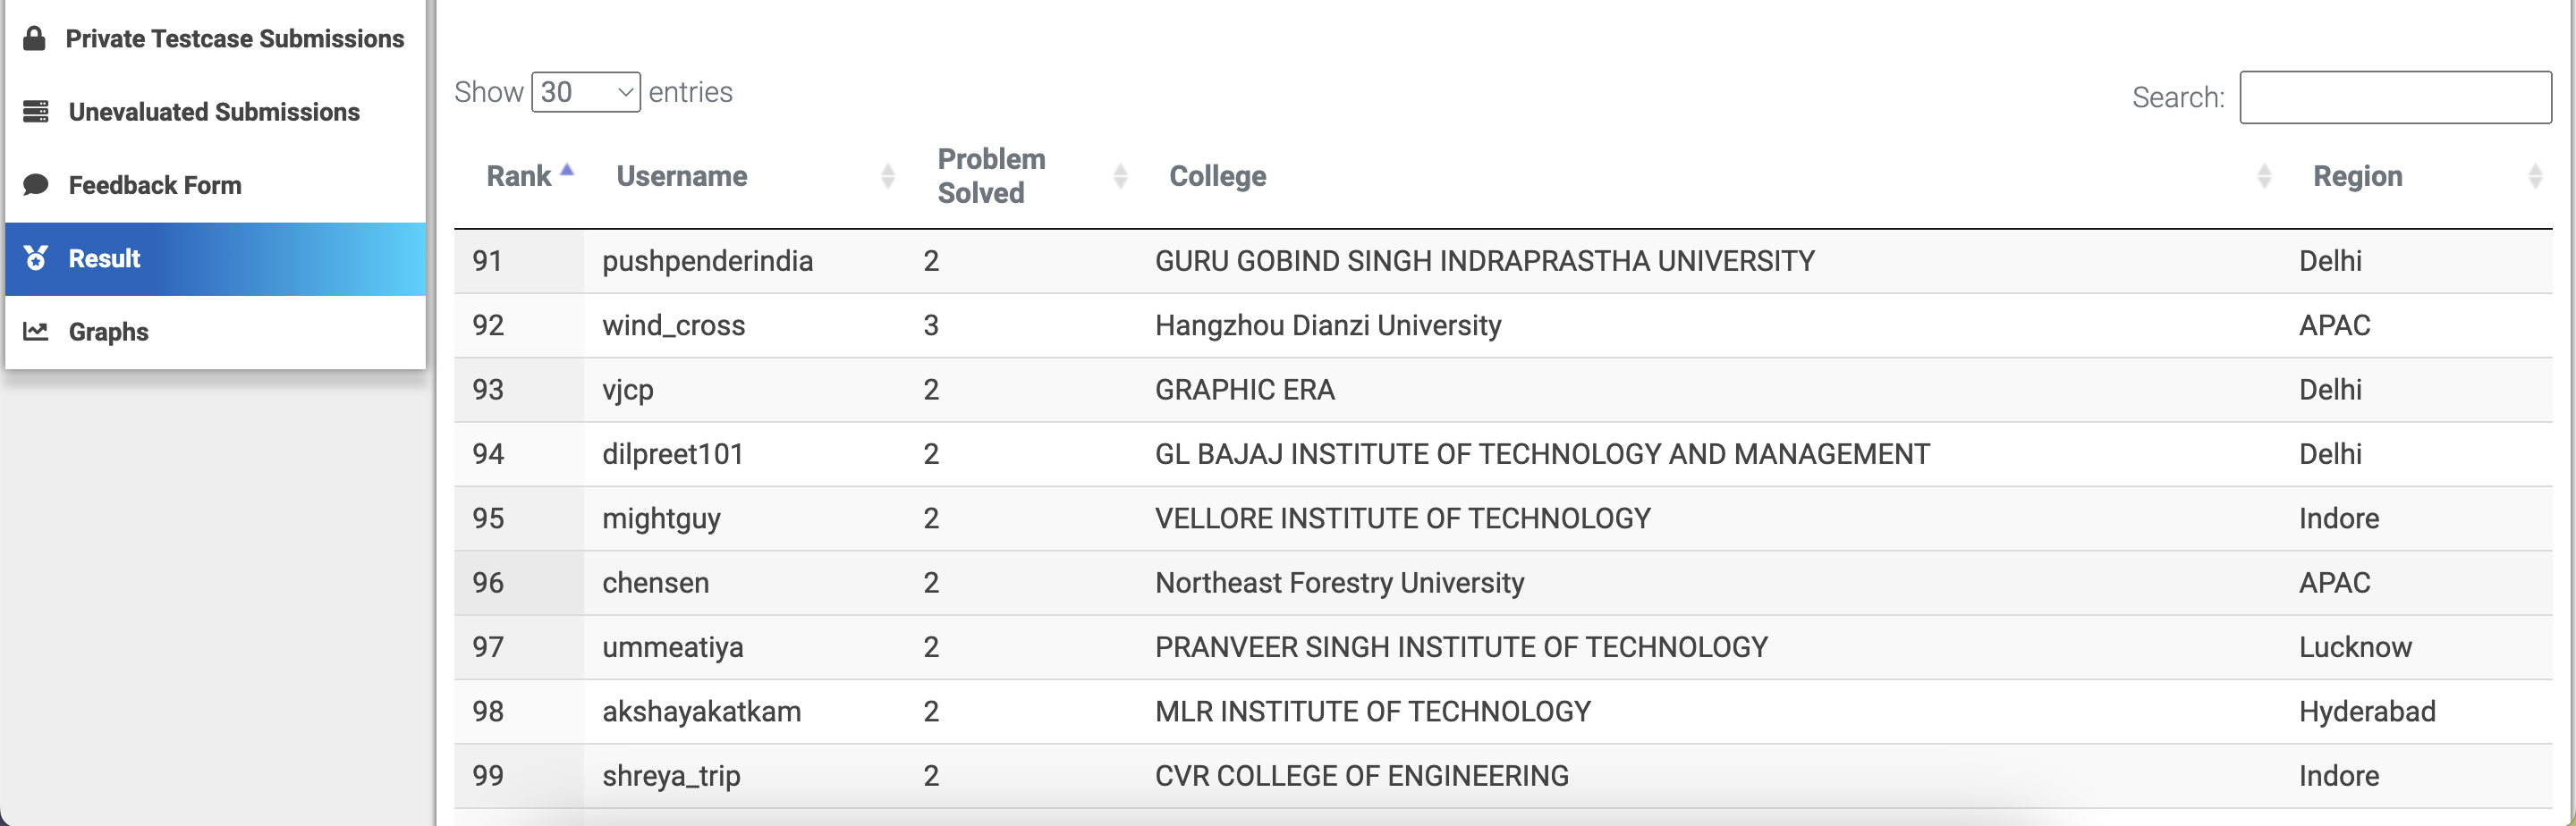 Private Testcase Submissions
Unevaluated Submissions
Feedback Form
Result
Graphs
Show 30 entries
Search:
Rank Username Problem Solved College Region
91 pushpenderindia 2 GURU GOBIND SINGH INDRAPRASTHA UNIVERSITY Delhi
92 wind_cross 3 Hangzhou Dianzi University APAC
93 vjcp 2 GRAPHIC ERA Delhi
94 dilpreet101 2 GL BAJAJ INSTITUTE OF TECHNOLOGY AND MANAGEMENT Delhi
95 mightguy 2 VELLORE INSTITUTE OF TECHNOLOGY Indore
96 chensen 2 Northeast Forestry University APAC
97 ummeatiya 2 PRANVEER SINGH INSTITUTE OF TECHNOLOGY Lucknow
98 akshayakatkam 2 MLR INSTITUTE OF TECHNOLOGY Hyderabad
99 shreya_trip 2 CVR COLLEGE OF ENGINEERING Indore